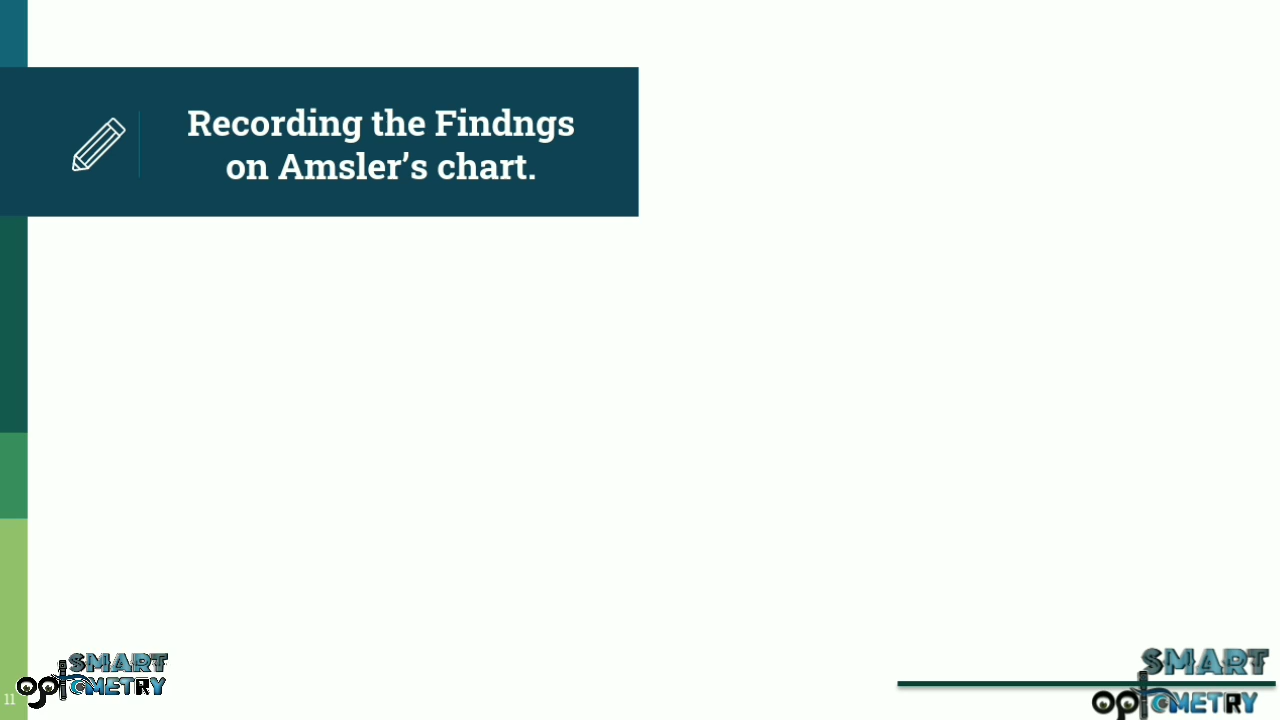 Recording the Findngs
on Amsler’s chart.
SMART
OPTOMETRY
11
SMART
OPTOMETRY